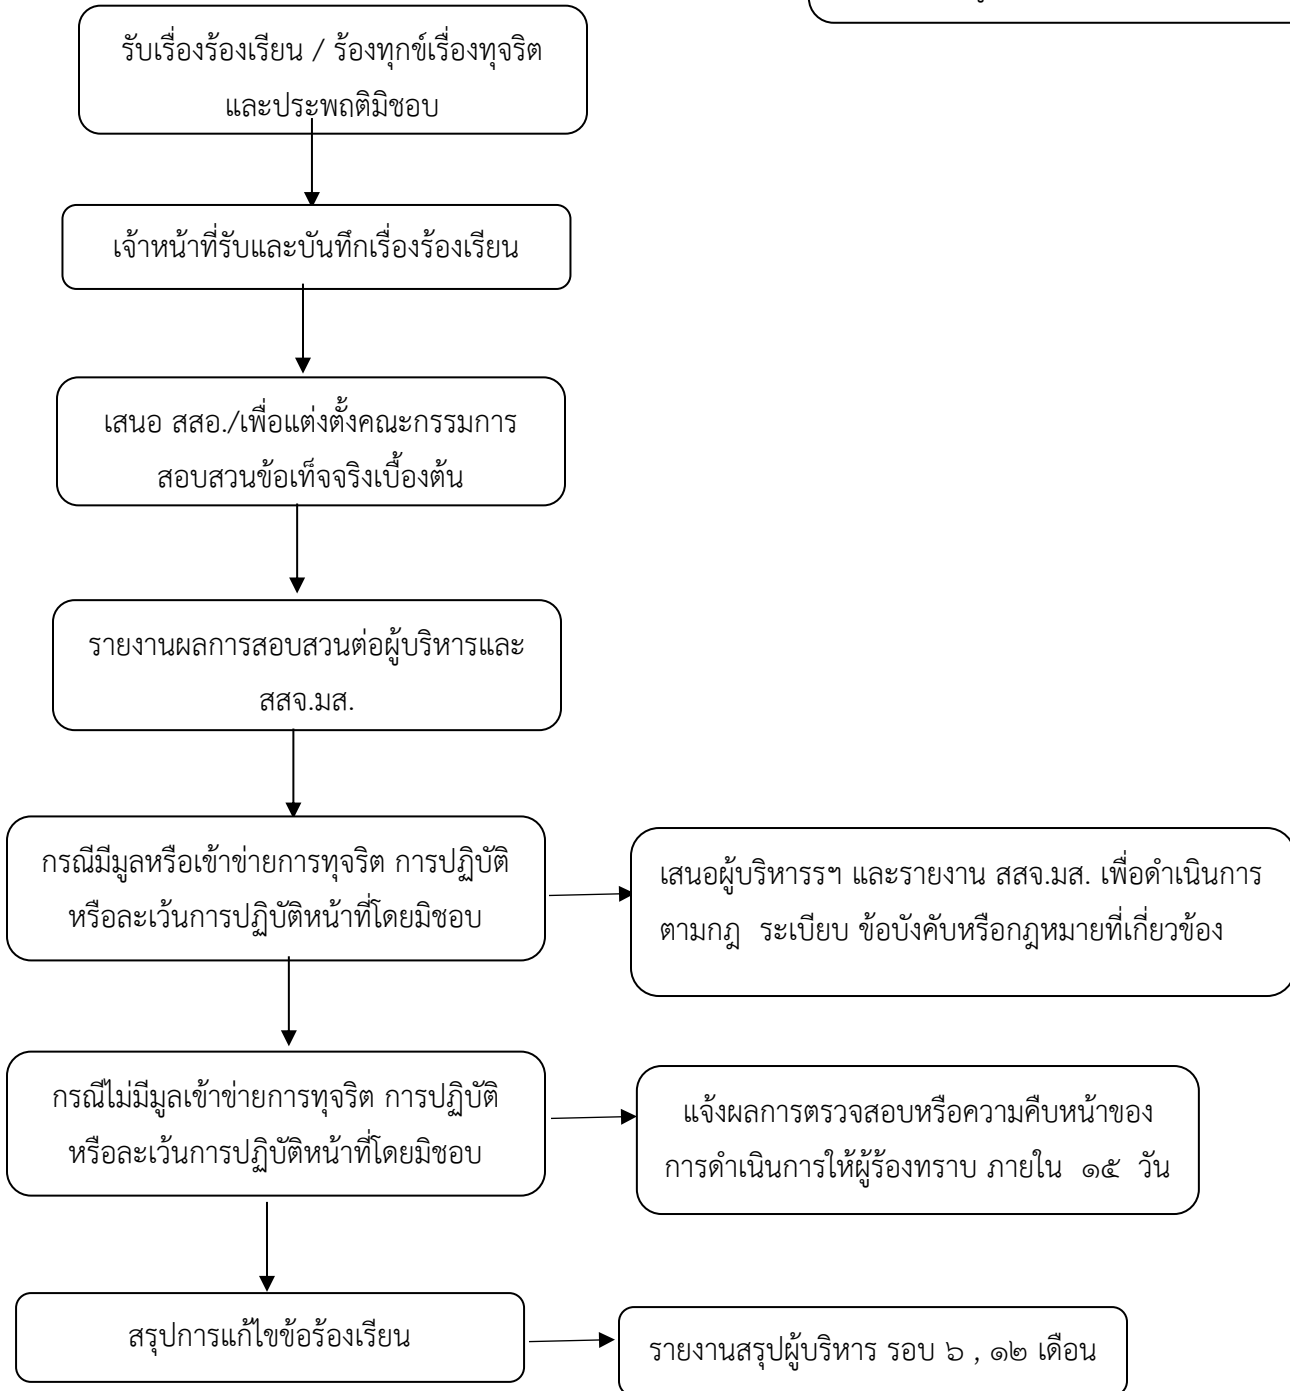 รับเรื่องร้องเรียน / ร้องทุกข์เรื่องทุจริต
และประพฤติมิชอบ
เจ้าหน้าที่รับและบันทึกเรื่องร้องเรียน
เสนอ สสอ./เพื่อแต่งตั้งคณะกรรมการ
สอบสวนข้อเท็จจริงเบื้องต้น
รายงานผลการสอบสวนต่อผู้บริหารและ
สสจ.มส.
กรณีมีมูลหรือเข้าข่ายการทุจริต การปฏิบัติ
หรือละเว้นการปฏิบัติหน้าที่โดยมิชอบ
เสนอผู้บริหารรฯ และรายงาน สสจ.มส. เพื่อดำเนินการ
ตามกฎ ระเบียบ ข้อบังคับหรือกฎหมายที่เกี่ยวข้อง
กรณีไม่มีมูลเข้าข่ายการทุจริต การปฏิบัติ
หรือละเว้นการปฏิบัติหน้าที่โดยมิชอบ
แจ้งผลการตรวจสอบหรือความคืบหน้าของ
การดำเนินการให้ผู้ร้องทราบ ภายใน ๑๕ วัน
สรุปการแก้ไขข้อร้องเรียน
รายงานสรุปผู้บริหาร รอบ ๖ , ๑๒ เดือน